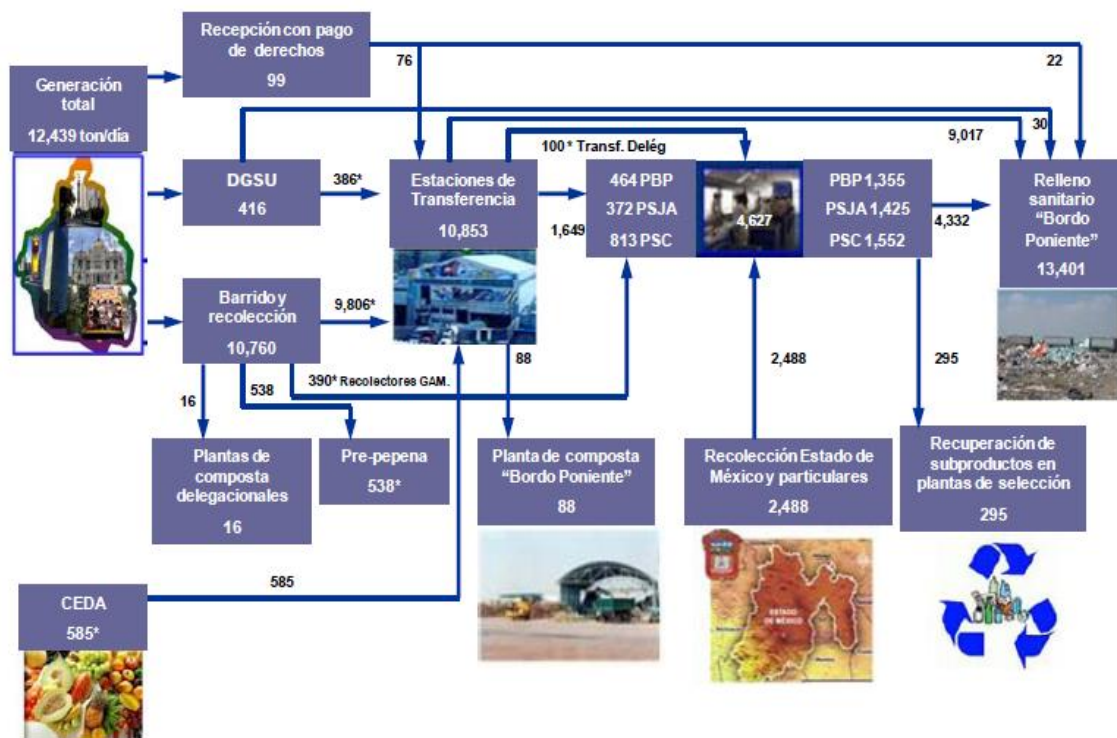 Recepción con pago
de derechos
99
76
22
Generación
total
12,439 ton/día
DGSU
416
386*
Estaciones de
Transferencia
10,853
100* Transf. Delég
9,017
30
464 PBP
372 PSJA
813 PSC
1,649
4,627
PBP 1,355
PSJA 1,425
PSC 1,552
4,332
Relleno
sanitario
“Bordo
Poniente”
13,401
Barrido y
recolección
10,760
9,806*
88
2,488
295
390* Recolectores GAM.
16
538
Plantas de
composta
delegacionales
16
Pre-pepena
538*
Planta de composta
“Bordo Poniente”
88
Recolección Estado de
México y particulares
2,488
Recuperación de
subproductos en
plantas de selección
295
585
CEDA
585*
ESTADO
DE MÉXICO